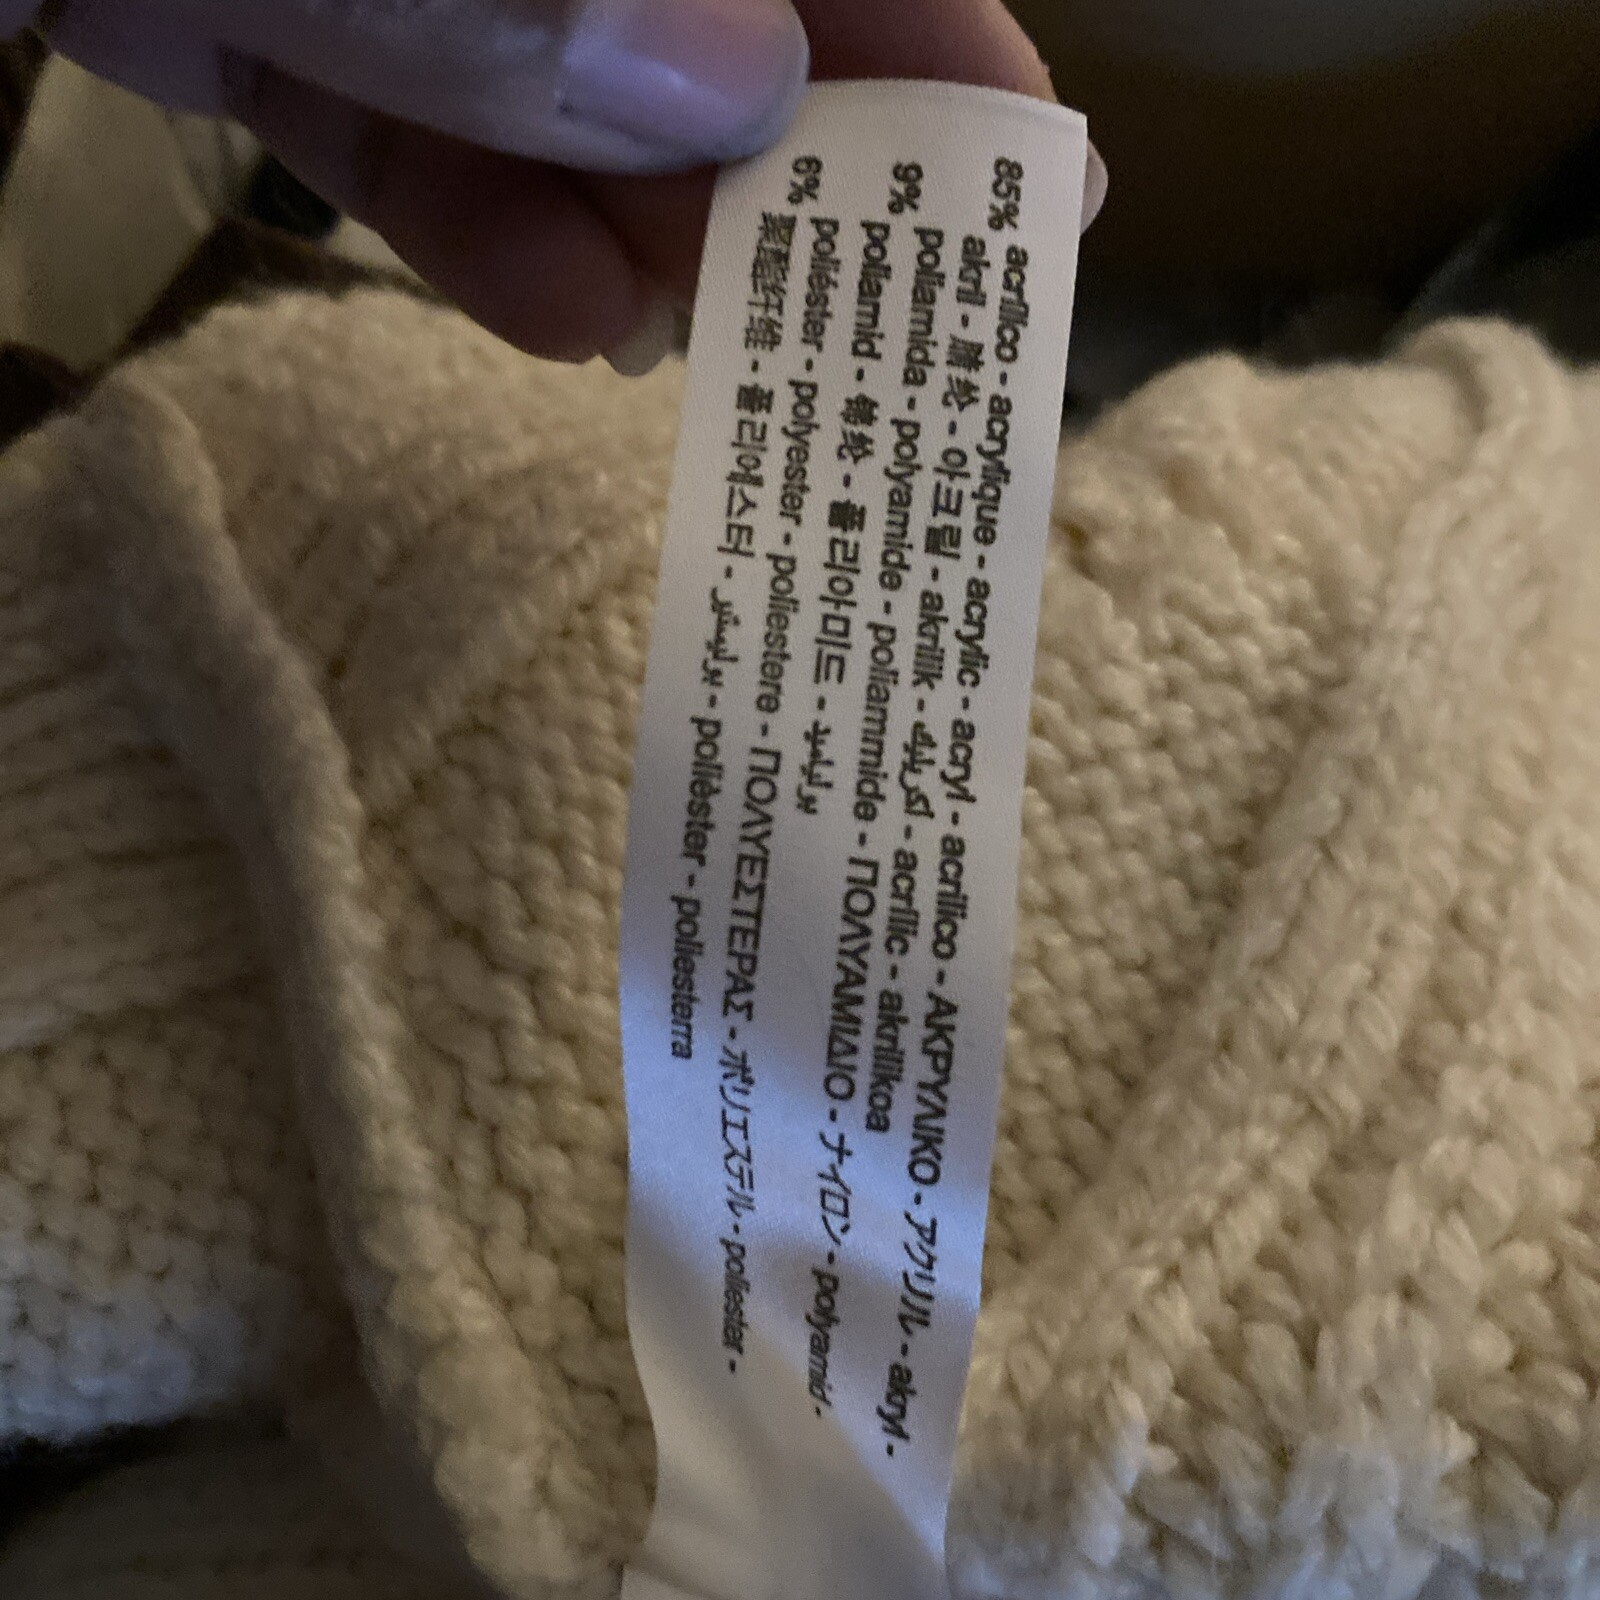 85% acrílico - acrylique - acrylic - acryl - acrilico - ΑΚΡΥΛΙΚΟ - アクリル - akryl -
akril - 腈纶 - 아크릴 - akrilik - اكريليك - acrílic - akrilikoa
9% poliamida - polyamide - poliammide - ΠΟΛΥΑΜΙΔΙΟ - ナイロン - polyamid -
poliamid - 锦纶 - 폴리아미드 - بولياميد
6% poliéster - polyester - poliestere - ΠΟΛΥΕΣΤΕΡΑΣ - ポリエステル - poliester -
聚酯纤维 - 폴리에스터 - بوليستر - polièster - poliesterra